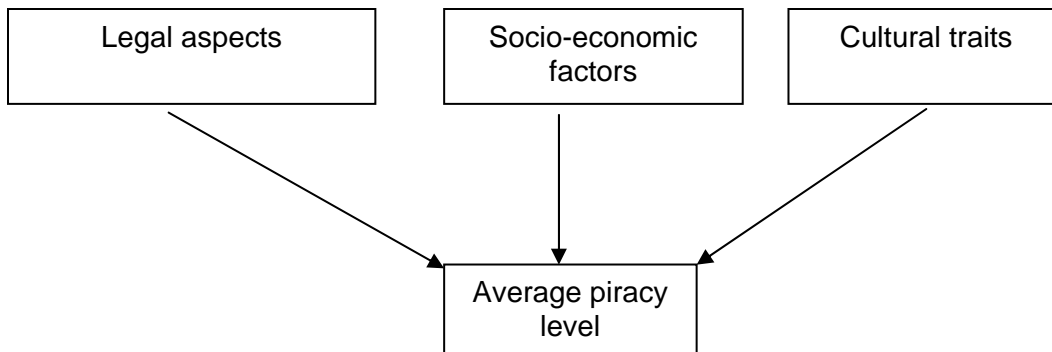 Legal aspects
Socio-economic
factors
Cultural traits
Average piracy
level